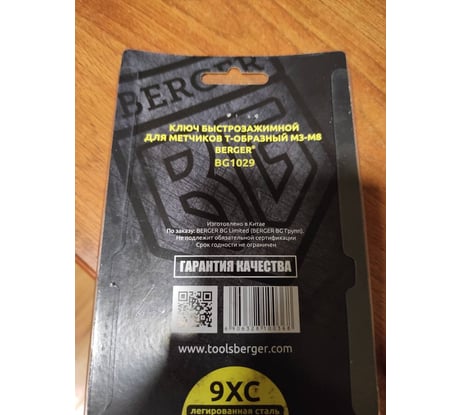 BERGER
BG
КЛЮЧ БЫСТРОЗАЖИМНОЙ
ДЛЯ МЕТЧИКОВ Т-ОБРАЗНЫЙ М3-М8
BERGER®
BG1029
Изготовлено в Китае
По заказу: BERGER BG Limited (BERGER BG Групп).
Не подлежит обязательной сертификации
Срок годности не ограничен
ГАРАНТИЯ КАЧЕСТВА
www.toolsberger.com
9ХС
легированная сталь